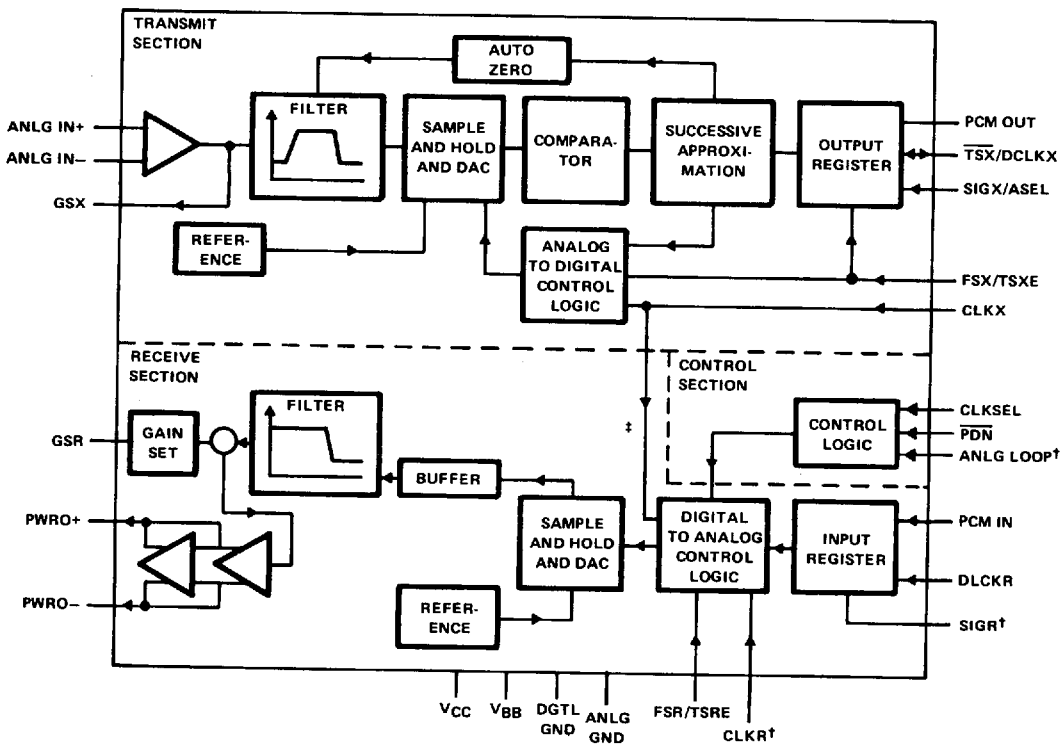 TRANSMIT
SECTION
AUTO
ZERO
FILTER
ANLG IN+
ANLG IN−
GSX
SAMPLE
AND HOLD
AND DAC
COMPARA-
TOR
SUCCESSIVE
APPROXI-
MATION
OUTPUT
REGISTER
PCM OUT
TSX/DCLKX
SIGX/ASEL
REFER-
ENCE
ANALOG
TO DIGITAL
CONTROL
LOGIC
FSX/TSXE
CLKX
RECEIVE
SECTION
CONTROL
SECTION
FILTER
GSR
GAIN
SET
BUFFER
‡
CONTROL
LOGIC
CLKSEL
PDN
ANLG LOOP†
PWRO+
PWRO−
SAMPLE
AND HOLD
AND DAC
DIGITAL
TO ANALOG
CONTROL
LOGIC
INPUT
REGISTER
PCM IN
DLCKR
SIGR†
REFER-
ENCE
VCC
VBB
DGTL
GND
ANLG
GND
FSR/TSRE
CLKR†